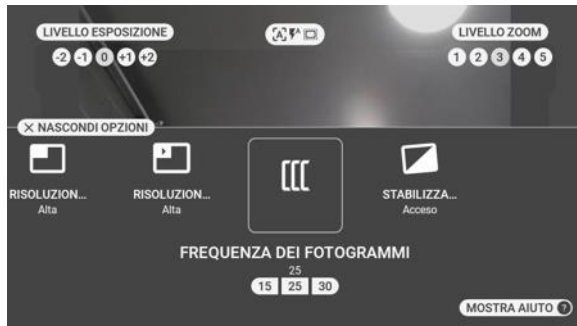 LIVELLO ESPOSIZIONE
-2 -1 0 +1 +2
[A] ϟA
LIVELLO ZOOM
1 2 3 4 5
× NASCONDI OPZIONI
RISOLUZION...
Alta
RISOLUZION...
Alta
STABILIZZA...
Acceso
FREQUENZA DEI FOTOGRAMMI
25
15 25 30
MOSTRA AIUTO ?